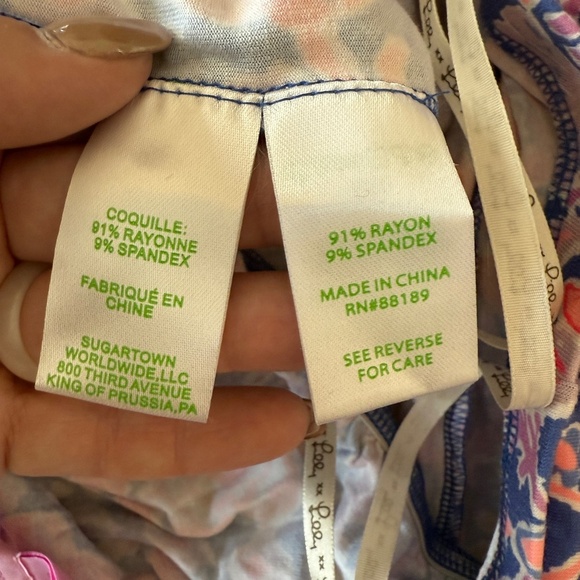 COQUILLE:
91% RAYONNE
9% SPANDEX
FABRIQUÉ EN
CHINE
SUGARTOWN
WORLDWIDE,LLC
800 THIRD AVENUE
KING OF PRUSSIA,PA
91% RAYON
9% SPANDEX
MADE IN CHINA
RN#88189
SEE REVERSE
FOR CARE